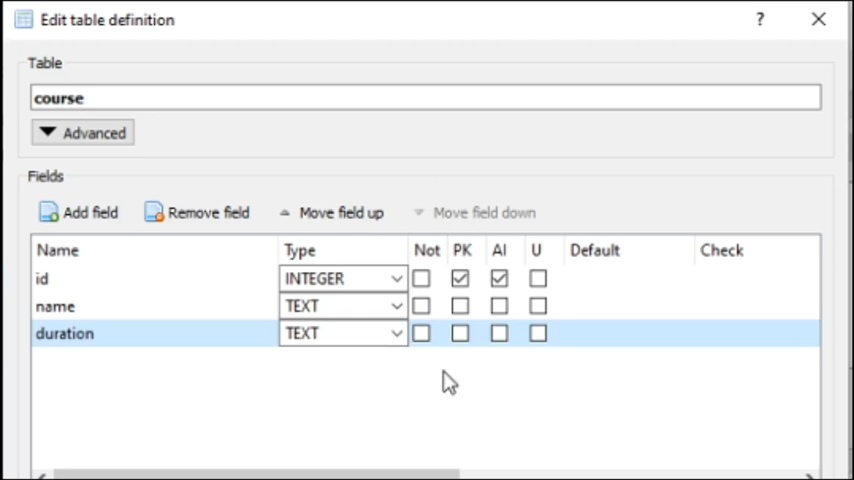 Edit table definition ?
Table
course
Advanced
Fields
Add field Remove field Move field up Move field down
Name Type Not PK AI U Default Check
id INTEGER
name TEXT
duration TEXT